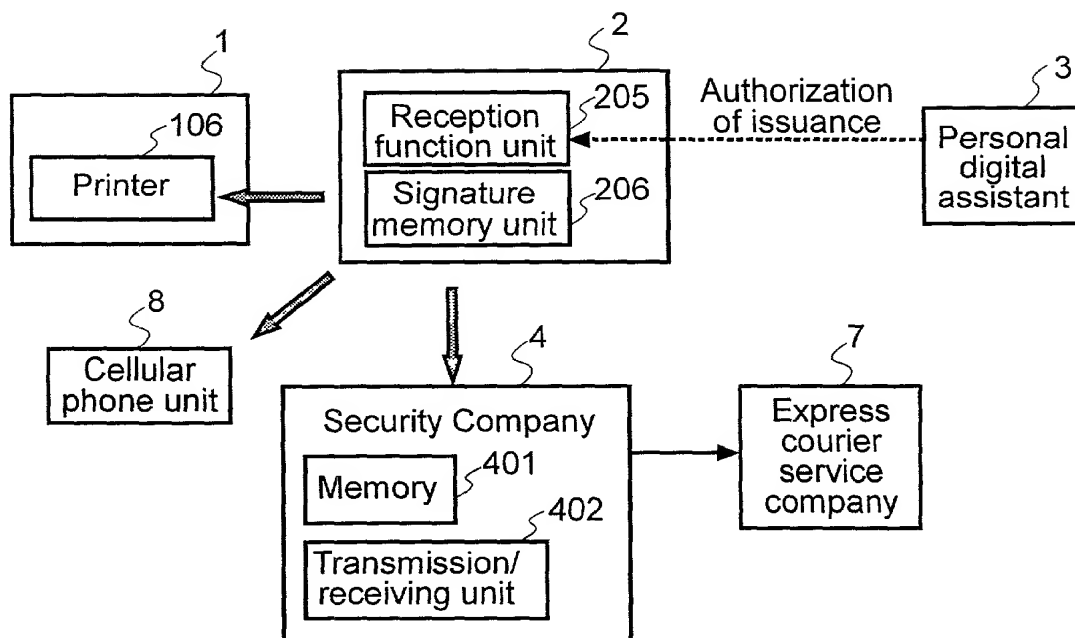 1
106
Printer
2
205
Reception
function unit
Signature
memory unit
206
Authorization
of issuance
3
Personal
digital
assistant
8
Cellular
phone unit
4
Security Company
401
Memory
402
Transmission/
receiving unit
7
Express
courier
service
company